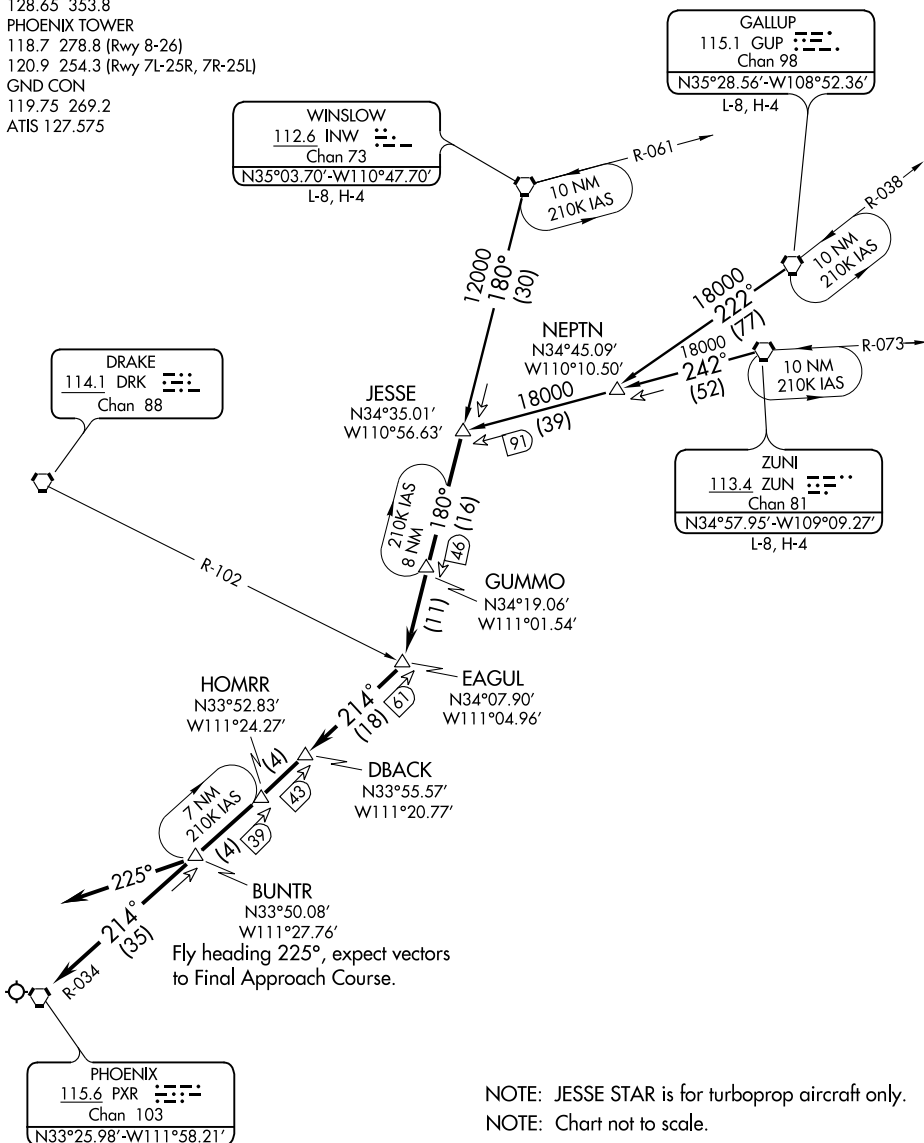 128.65 353.8
PHOENIX TOWER
118.7 278.8 (Rwy 8-26)
120.9 254.3 (Rwy 7L-25R, 7R-25L)
GND CON
119.75 269.2
ATIS 127.575
GALLUP
115.1 GUP
Chan 98
N35°28.56'-W108°52.36'
L-8, H-4
WINSLOW
112.6 INW
Chan 73
N35°03.70'-W110°47.70'
L-8, H-4
R-061
10 NM
210K IAS
R-038
10 NM
210K IAS
12000
180°
(30)
18000
222°
(77)
NEPTN
N34°45.09'
W110°10.50'
18000
242°
(52)
R-073
10 NM
210K IAS
DRAKE
114.1 DRK
Chan 88
JESSE
N34°35.01'
W110°56.63'
18000
(39)
91
ZUNI
113.4 ZUN
Chan 81
N34°57.95'-W109°09.27'
L-8, H-4
210K IAS
8 NM
180°
(16)
46
R-102
GUMMO
N34°19.06'
W111°01.54'
(11)
EAGUL
N34°07.90'
W111°04.96'
HOMRR
N33°52.83'
W111°24.27'
214°
(18)
61
(4)
DBACK
N33°55.57'
W111°20.77'
43
7 NM
210K IAS
(4)
39
225°
BUNTR
N33°50.08'
W111°27.76'
214°
(35)
Fly heading 225°, expect vectors
to Final Approach Course.
R-034
PHOENIX
115.6 PXR
Chan 103
N33°25.98'-W111°58.21'
NOTE: JESSE STAR is for turboprop aircraft only.
NOTE: Chart not to scale.